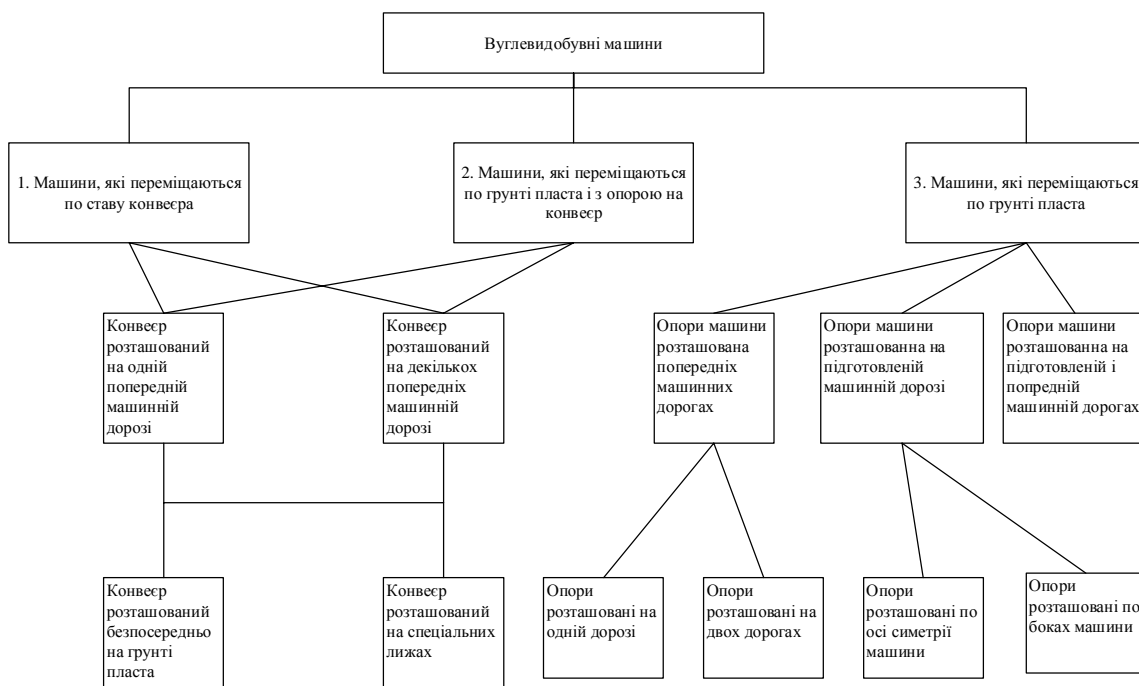 Вуглевидобувні машини
1. Машини, які переміщаються
по ставу конвеєра
2. Машини, які переміщаються
по грунті пласта і з опорою на
конвеєр
3. Машини, які переміщаються
по грунті пласта
Конвеєр
розташований
на одній
попередній
машинній
дорозі
Конвеєр
розташований
на декількох
попередніх
машинній
дорозі
Опори машини
розташована
попередніх
машинних
дорогах
Опори машини
розташованна на
підготовленій
машинній дорозі
Опори машини
розташованна на
підготовленій і
попредній
машинній дорогах
Конвеєр
розташований
безпосередньо
на грунті
пласта
Конвеєр
розташований
на спеціальних
лижах
Опори
розташовані на
одній дорозі
Опори
розташовані на
двох дорогах
Опори
розташовані по
осі симетрії
машини
Опори
розташовані по
боках машини